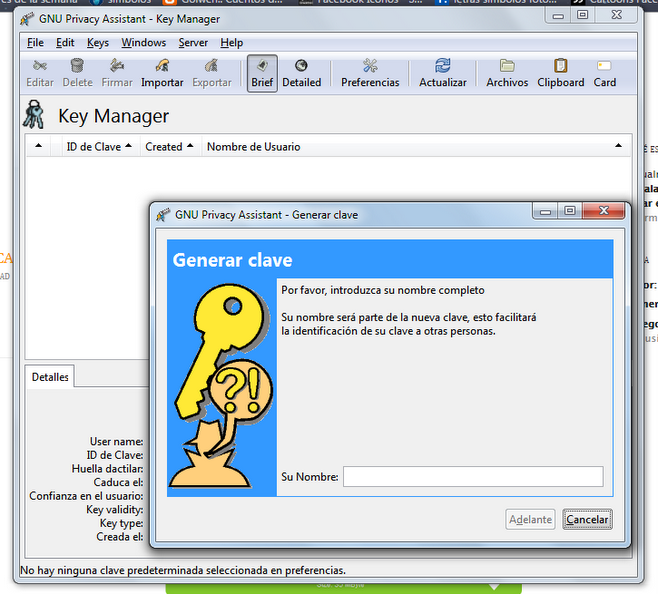 GNU Privacy Assistant - Key Manager
File Edit Keys Windows Server Help
Editar Delete Firmar Importar Exportar Brief Detailed Preferencias Actualizar Archivos Clipboard Card
Key Manager
ID de Clave Created Nombre de Usuario
GNU Privacy Assistant - Generar clave
Generar clave
Por favor, introduzca su nombre completo
Su nombre será parte de la nueva clave, esto facilitará
la identificación de su clave a otras personas.
?!
Su Nombre:
Adelante Cancelar
Detalles
User name:
ID de Clave:
Huella dactilar:
Caduca el:
Confianza en el usuario:
Key validity:
Key type:
Creada el:
No hay ninguna clave predeterminada seleccionada en preferencias.